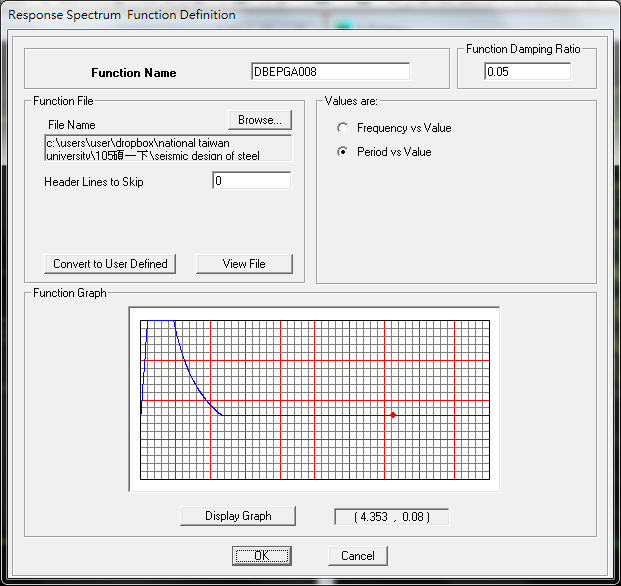 Response Spectrum  Function Definition
Function Name
DBEPGA008
Function Damping Ratio
0.05
Function File
File Name
Browse...
c:\users\user\dropbox\national taiwan
university\105碩一下\seismic design of steel
Header Lines to Skip
0
Convert to User Defined
View File
Values are:
Frequency vs Value
Period vs Value
Function Graph
Display Graph
( 4.353 , 0.08 )
OK
Cancel